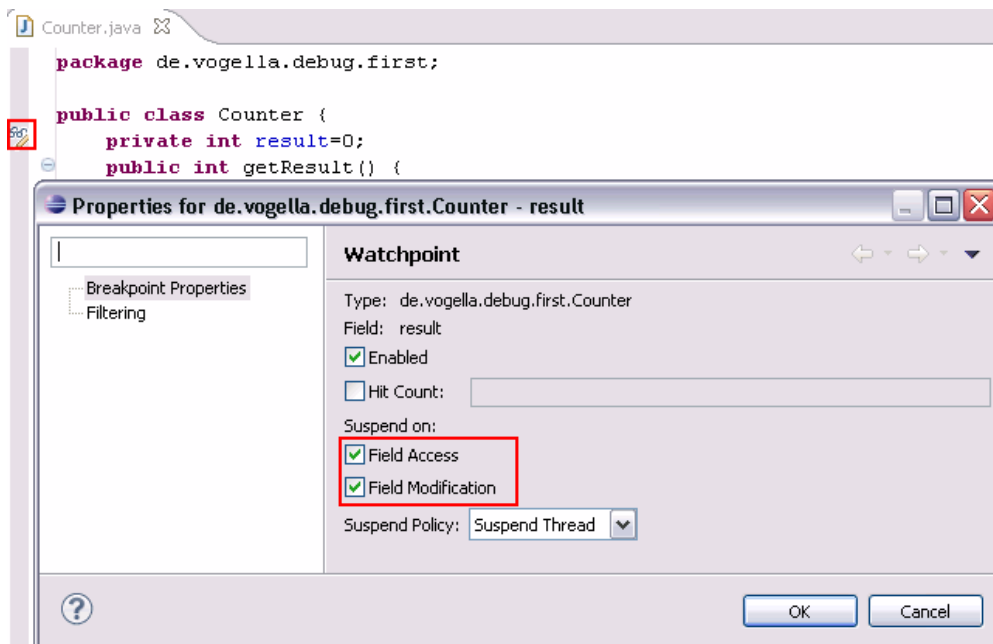 Counter.java
package de.vogella.debug.first;
public class Counter {
private int result=0;
public int getResult() {
Properties for de.vogella.debug.first.Counter - result
Breakpoint Properties
Filtering
Watchpoint
Type: de.vogella.debug.first.Counter
Field: result
Enabled
Hit Count:
Suspend on:
Field Access
Field Modification
Suspend Policy: Suspend Thread
OK Cancel